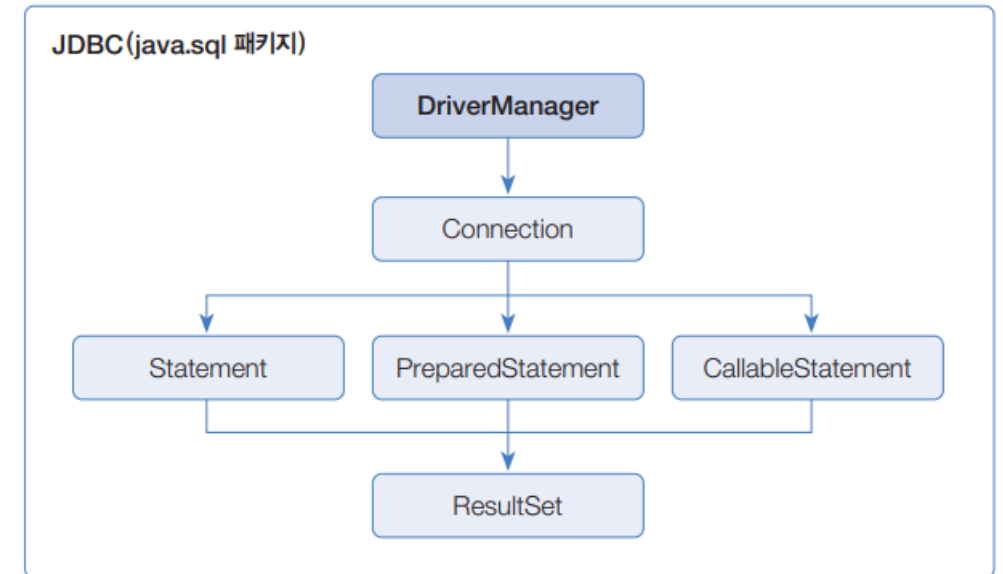 JDBC(java.sql 패키지)
DriverManager
Connection
Statement
PreparedStatement
CallableStatement
ResultSet